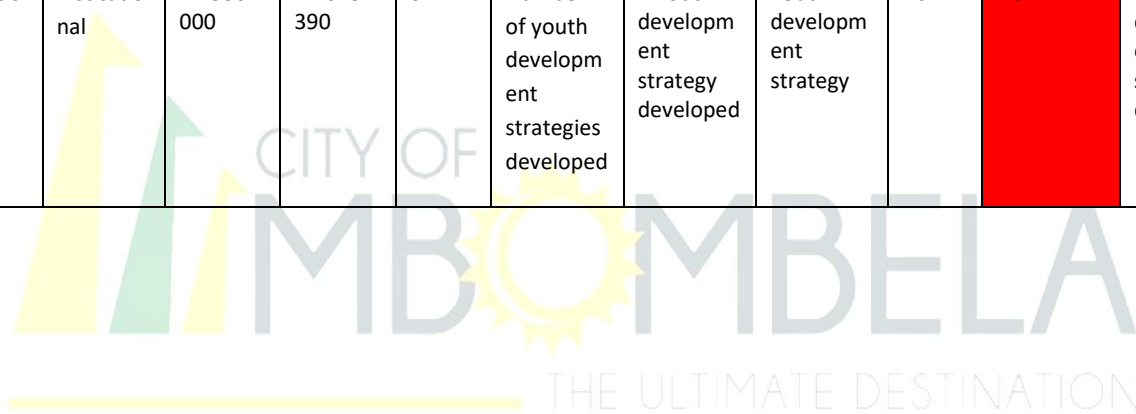 nal
000
390
of youth
developm
ent
strategies
developed
developm
ent
strategy
developed
developm
ent
strategy
CITY OF
MBOMBELA
THE ULTIMATE DESTINATION